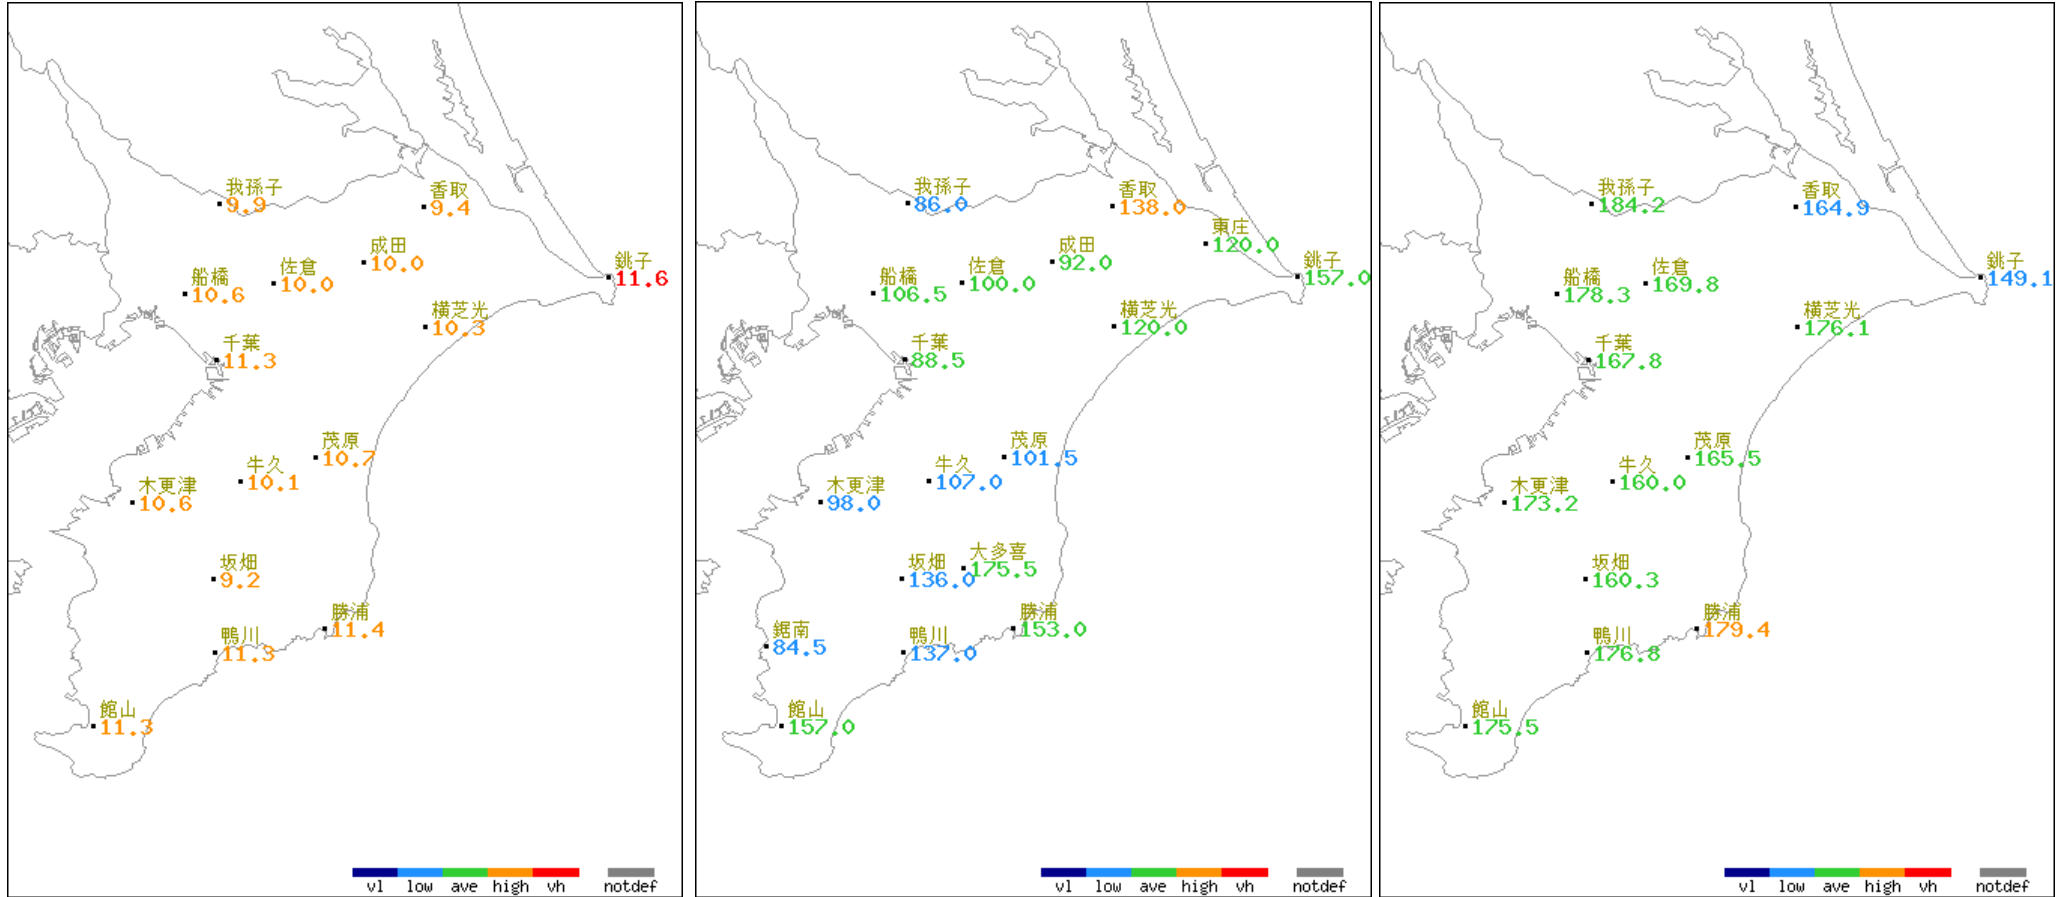 我孫子
9.9
香取
9.4
成田
10.0
銚子
11.6
船橋
10.6
佐倉
10.0
横芝光
10.3
千葉
11.3
茂原
10.7
牛久
10.1
木更津
10.6
坂畑
9.2
勝浦
11.4
鴨川
11.3
館山
11.3
vl low ave high vh notdef
我孫子
86.0
香取
138.0
東庄
120.0
成田
92.0
銚子
157.0
船橋
106.5
佐倉
100.0
横芝光
120.0
千葉
88.5
茂原
101.5
牛久
107.0
木更津
98.0
大多喜
175.5
坂畑
136.0
勝浦
153.0
鋸南
84.5
鴨川
137.0
館山
157.0
vl low ave high vh notdef
我孫子
184.2
香取
164.9
銚子
149.1
船橋
178.3
佐倉
169.8
横芝光
176.1
千葉
167.8
茂原
165.5
牛久
160.0
木更津
173.2
坂畑
160.3
勝浦
179.4
鴨川
176.8
館山
175.5
vl low ave high vh notdef